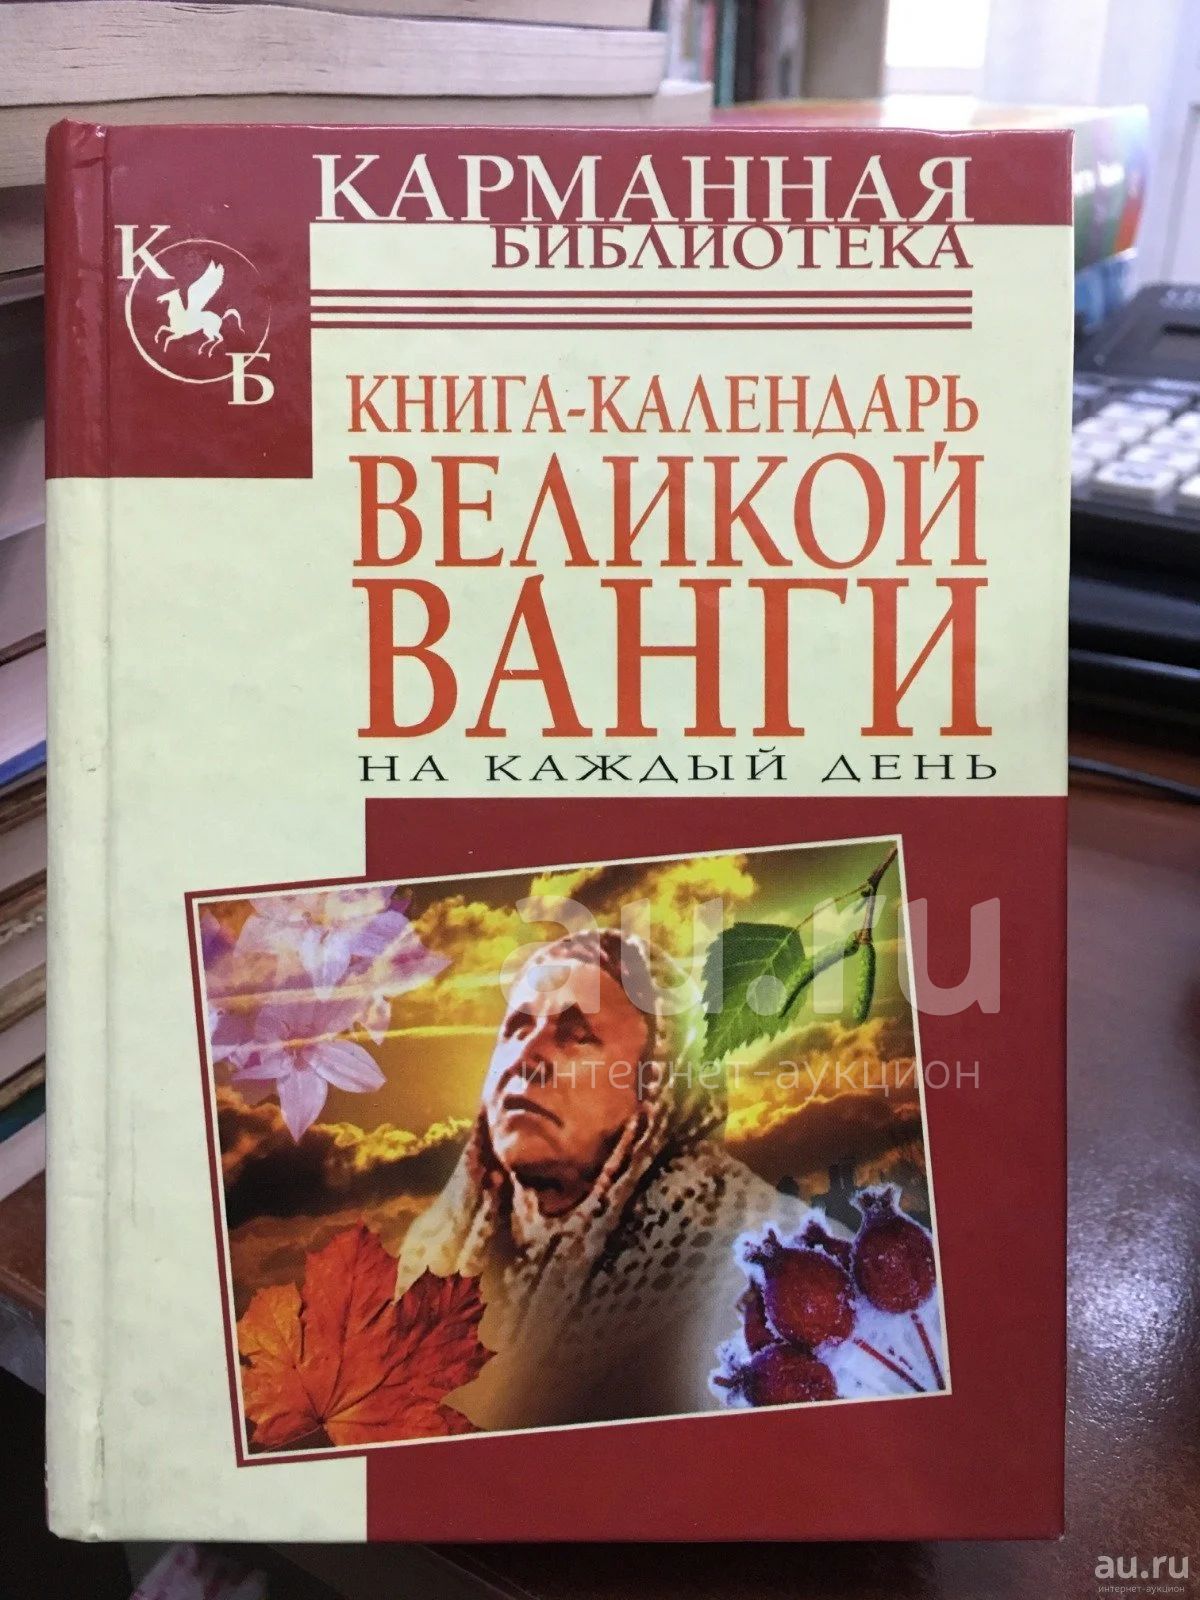 КАРМАННАЯ
БИБЛИОТЕКА
К
Б
КНИГА-КАЛЕНДАРЬ
ВЕЛИКОЙ
ВАНГИ
НА КАЖДЫЙ ДЕНЬ
au.ru
интернет-аукцион
au.ru
интернет-аукцион